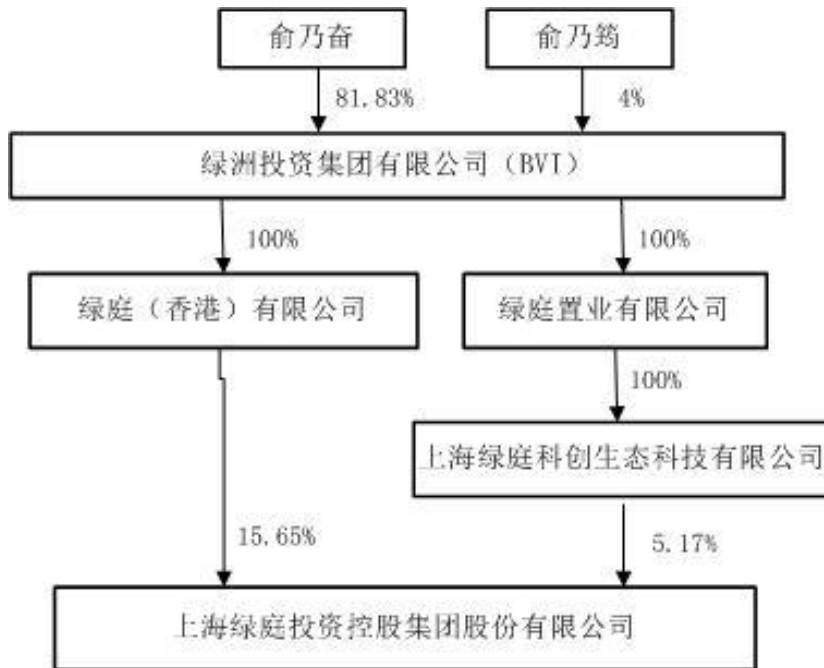 俞乃奋
俞乃筠
81.83%
4%
绿洲投资集团有限公司（BVI）
100%
100%
绿庭（香港）有限公司
绿庭置业有限公司
100%
上海绿庭科创生态科技有限公司
15.65%
5.17%
上海绿庭投资控股集团股份有限公司